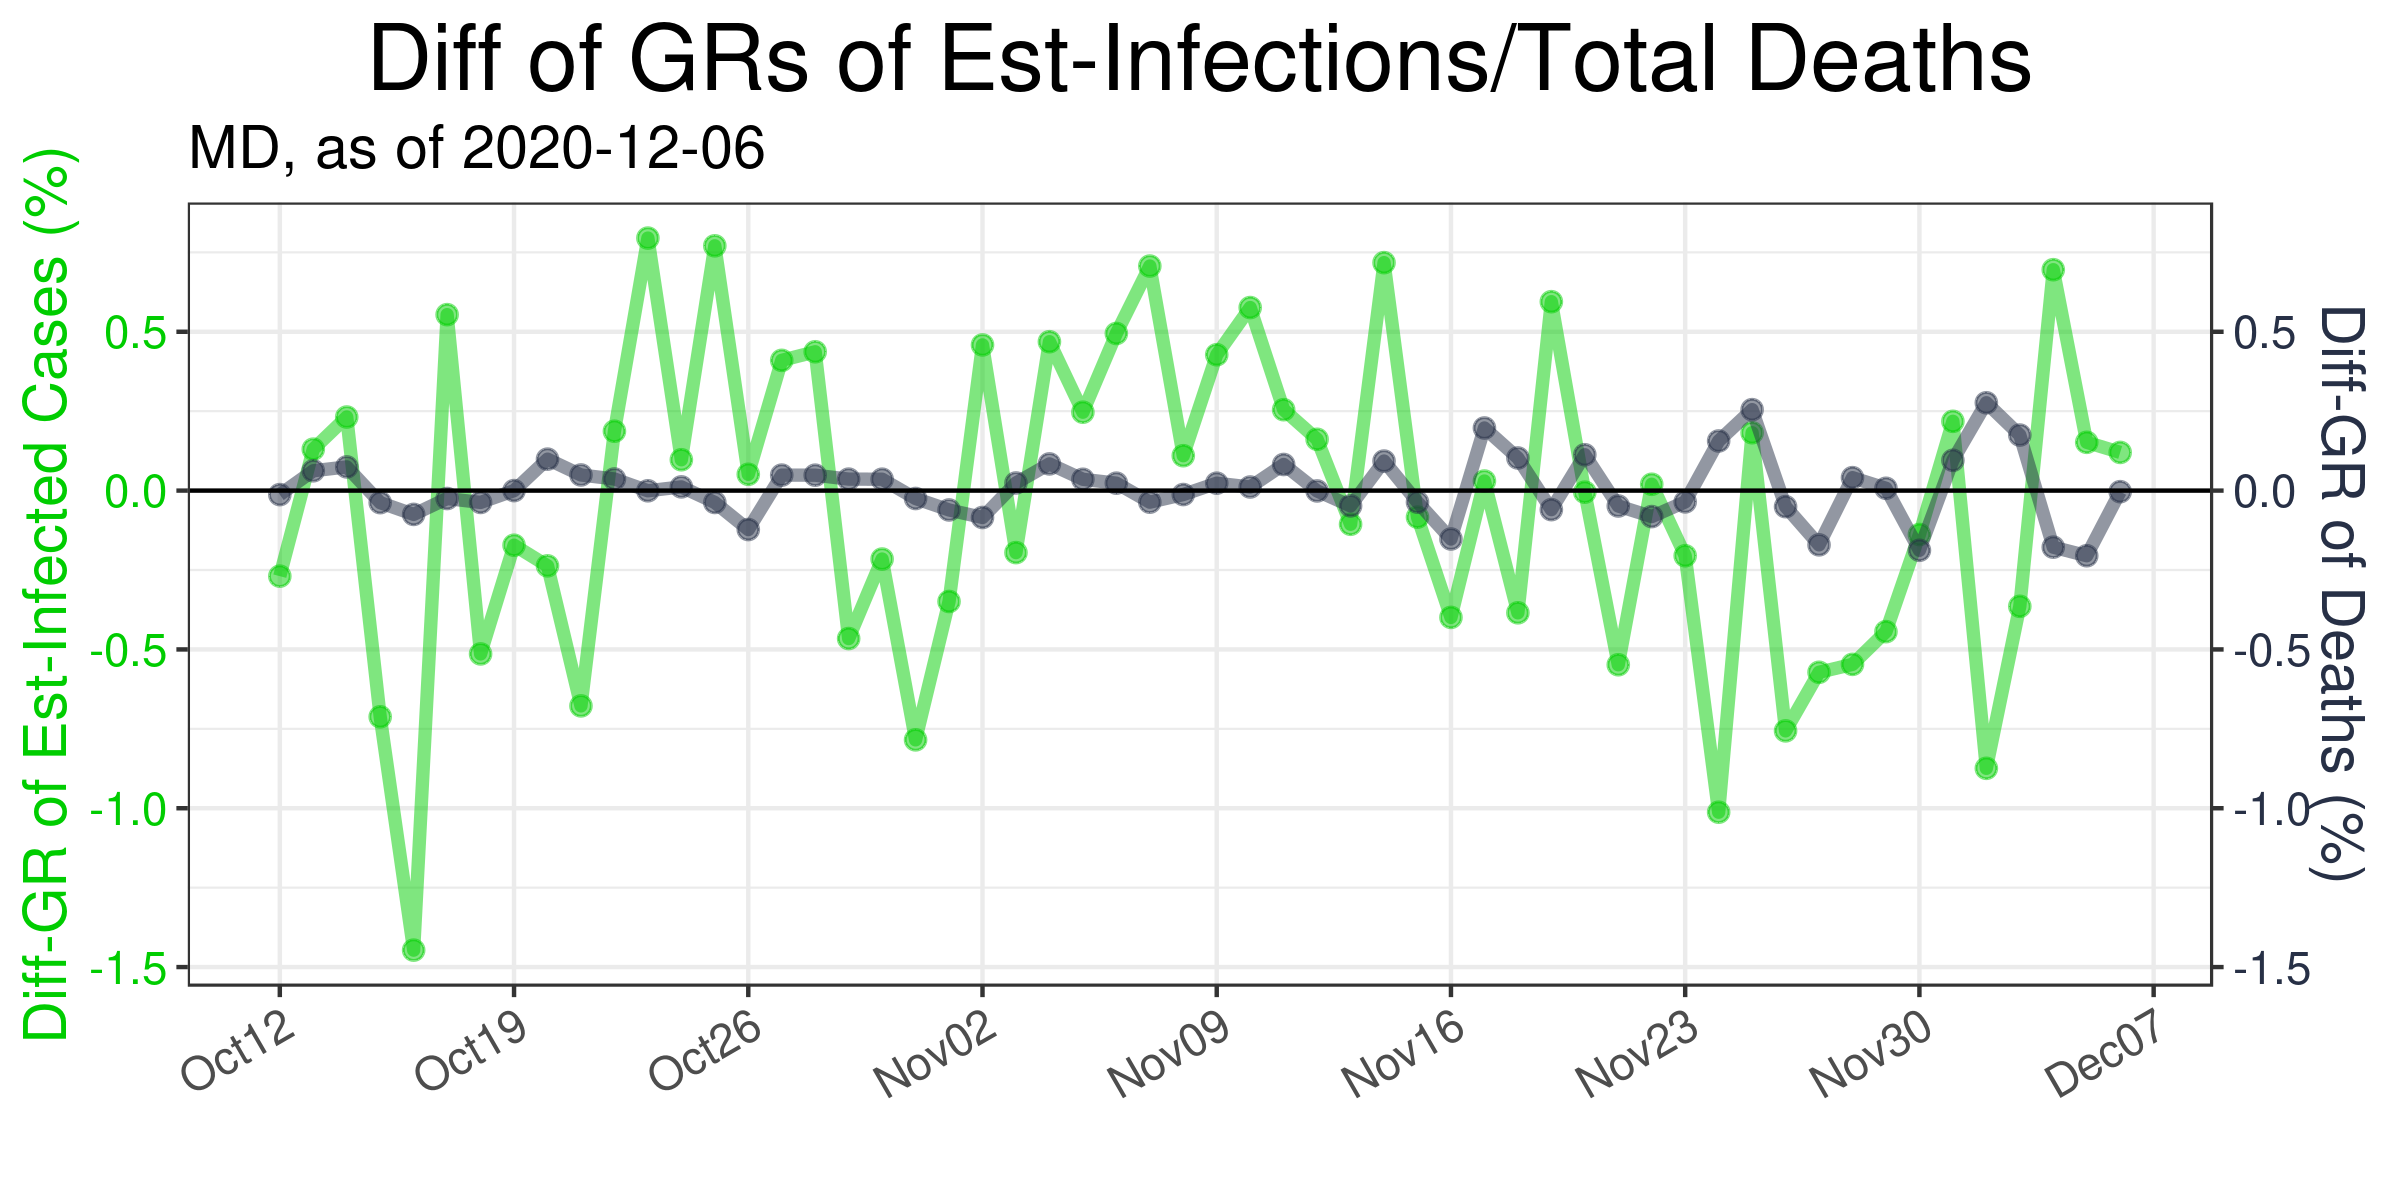 Diff of GRs of Est-Infections/Total Deaths
MD, as of 2020-12-06
Diff-GR of Est-Infected Cases (%)
0.5
0.0
-0.5
-1.0
-1.5
0.5
0.0
-0.5
-1.0
-1.5
Diff-GR of Deaths (%)
Oct12
Oct19
Oct26
Nov02
Nov09
Nov16
Nov23
Nov30
Dec07